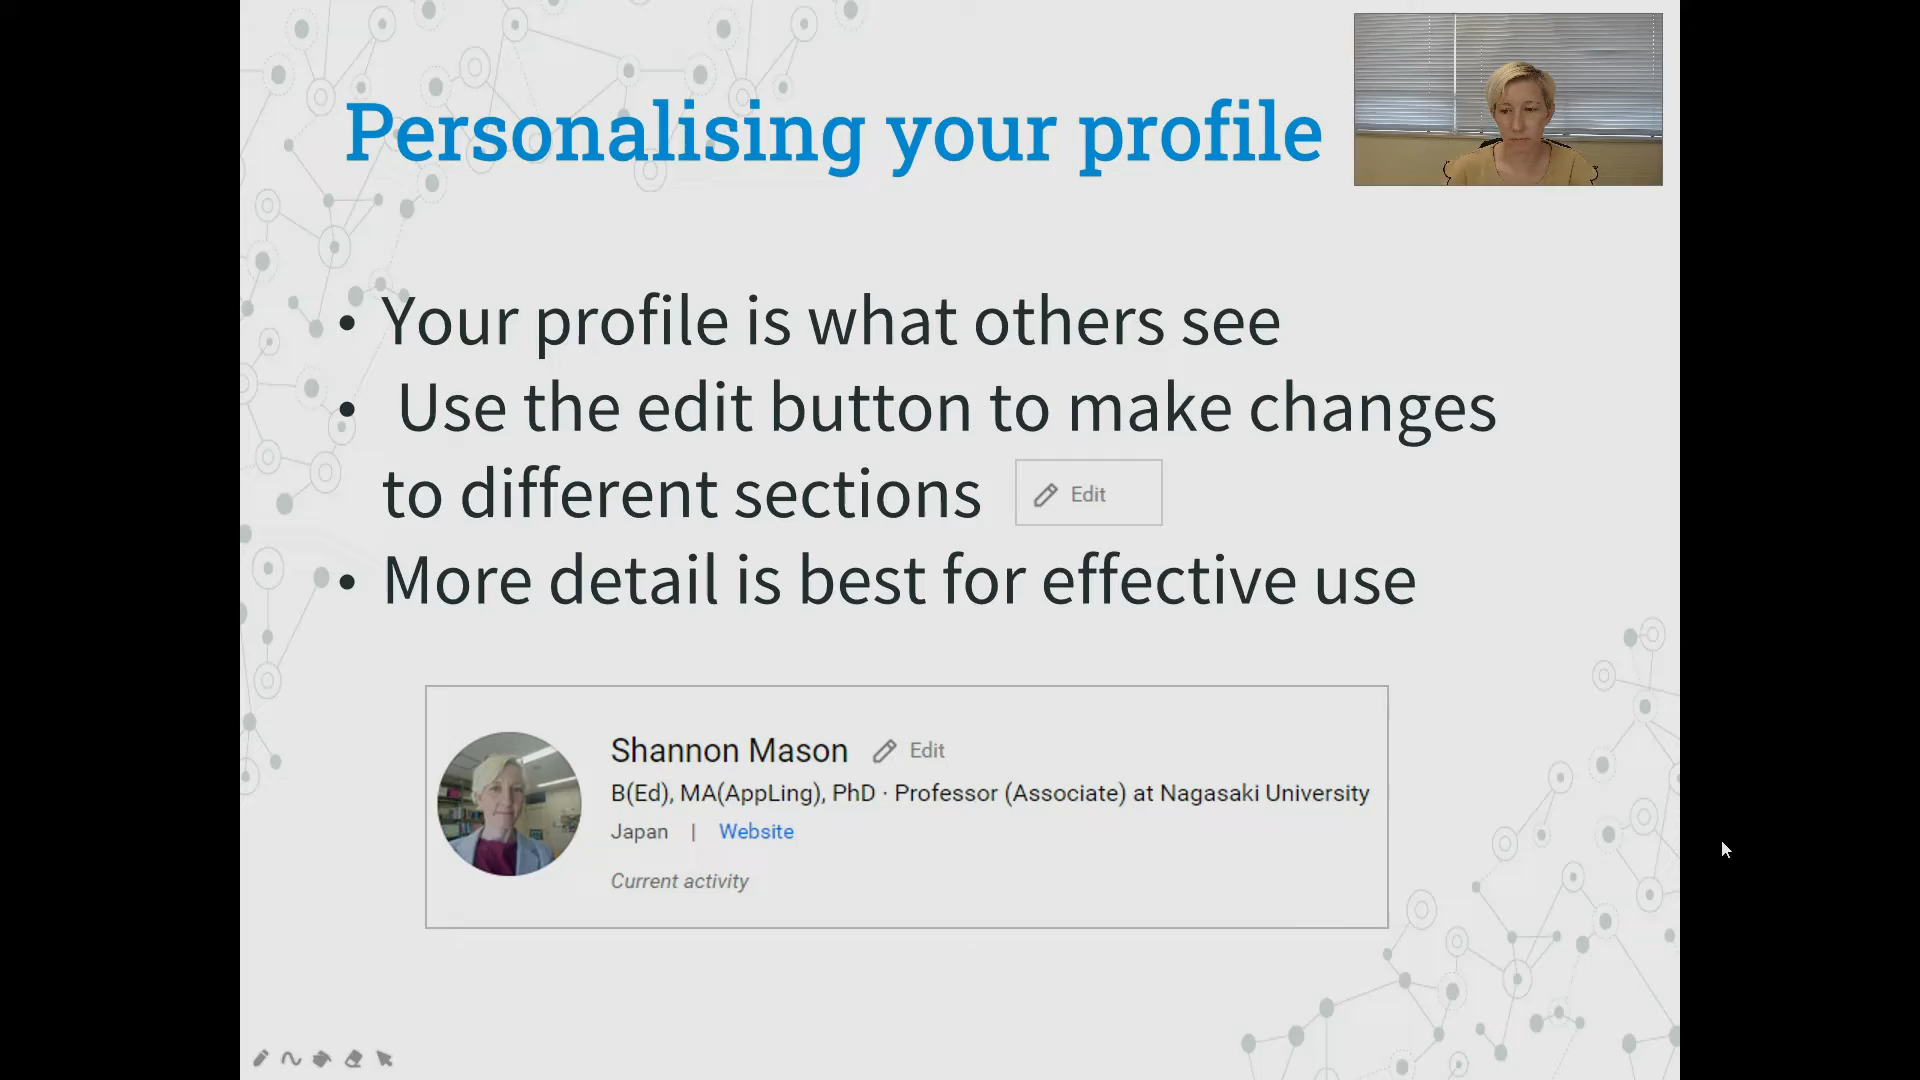 Personalising your profile
• Your profile is what others see
• Use the edit button to make changes
to different sections
Edit
• More detail is best for effective use
Shannon Mason Edit
B(Ed), MA(AppLing), PhD · Professor (Associate) at Nagasaki University
Japan | Website
Current activity